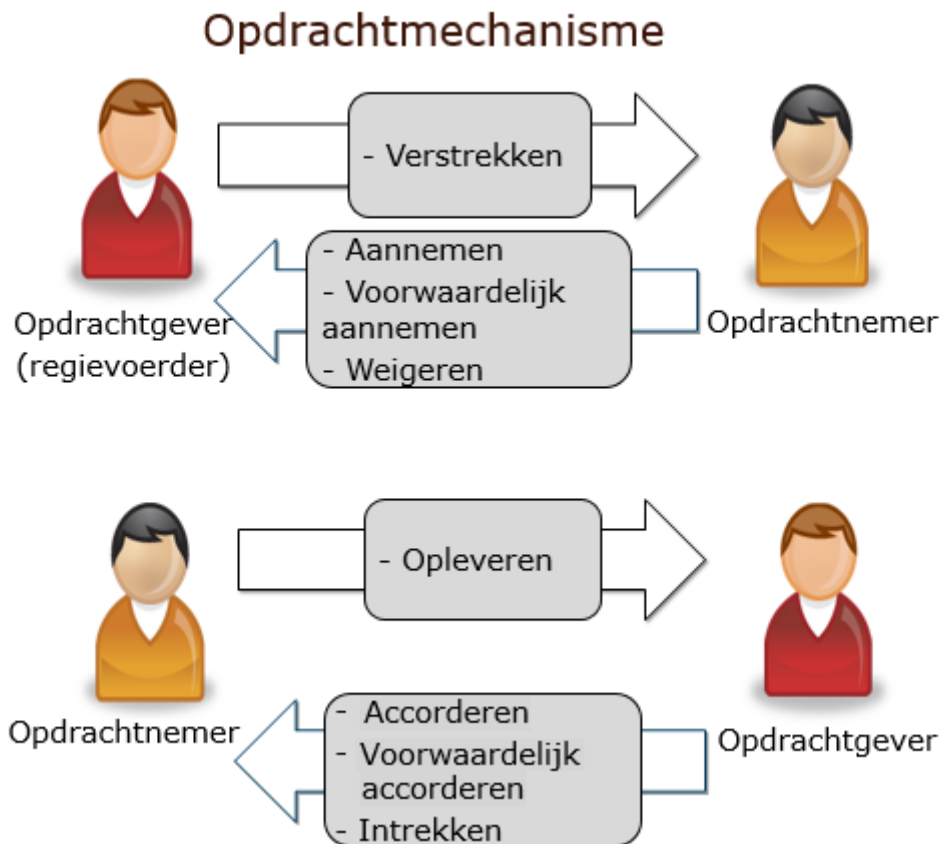 Opdrachtmechanisme
- Verstrekken
- Aannemen
- Voorwaardelijk
aannemen
- Weigeren
Opdrachtgever
(regievoerder)
Opdrachtnemer
- Opleveren
- Accorderen
- Voorwaardelijk
accorderen
- Intrekken
Opdrachtnemer
Opdrachtgever